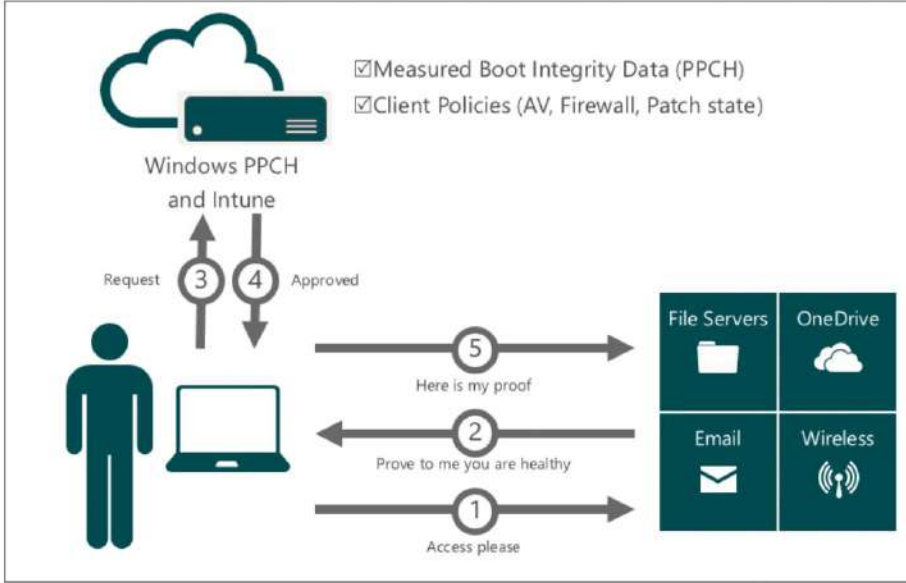 ☑Measured Boot Integrity Data (PPCH)
☑Client Policies (AV, Firewall, Patch state)
Windows PPCH
and Intune
Request
3
4
Approved
File Servers
OneDrive
5
Here is my proof
Email
Wireless
2
Prove to me you are healthy
1
Access please